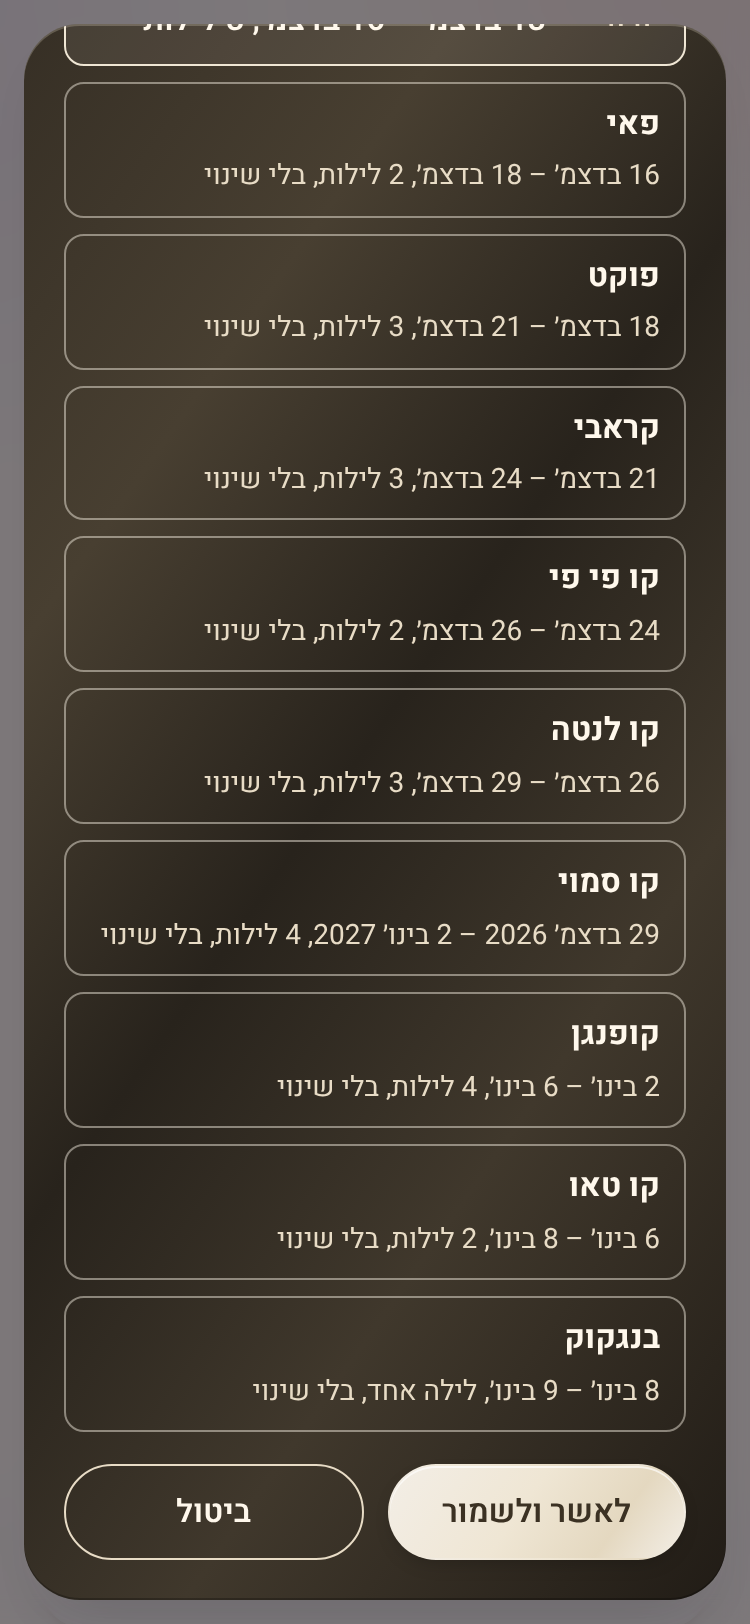 פאי
16 בדצמ׳ – 18 בדצמ׳, 2 לילות, בלי שינוי
פוקט
18 בדצמ׳ – 21 בדצמ׳, 3 לילות, בלי שינוי
קראבי
21 בדצמ׳ – 24 בדצמ׳, 3 לילות, בלי שינוי
קו פי פי
24 בדצמ׳ – 26 בדצמ׳, 2 לילות, בלי שינוי
קו לנטה
26 בדצמ׳ – 29 בדצמ׳, 3 לילות, בלי שינוי
קו סמוי
29 בדצמ׳ 2026 – 2 בינו׳ 2027, 4 לילות, בלי שינוי
קופנגן
2 בינו׳ – 6 בינו׳, 4 לילות, בלי שינוי
קו טאו
6 בינו׳ – 8 בינו׳, 2 לילות, בלי שינוי
בנגקוק
8 בינו׳ – 9 בינו׳, לילה אחד, בלי שינוי
לאשר ולשמור
ביטול